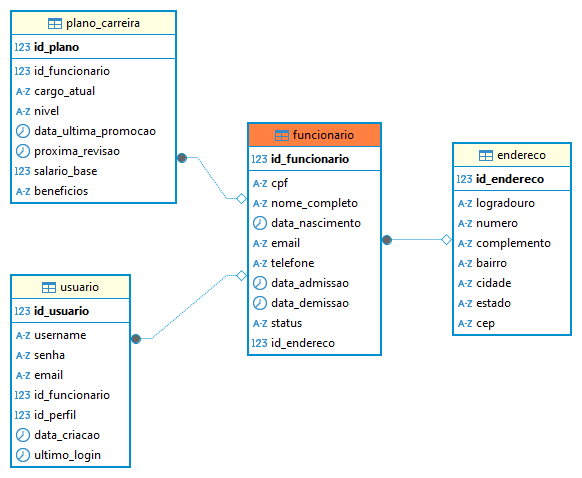 plano_carreira
123 id_plano
123 id_funcionario
A-Z cargo_atual
A-Z nivel
data_ultima_promocao
proxima_revisao
123 salario_base
A-Z beneficios
funcionario
123 id_funcionario
A-Z cpf
A-Z nome_completo
data_nascimento
A-Z email
A-Z telefone
data_admissao
data_demissao
A-Z status
123 id_endereco
endereco
123 id_endereco
A-Z logradouro
A-Z numero
A-Z complemento
A-Z bairro
A-Z cidade
A-Z estado
A-Z cep
usuario
123 id_usuario
A-Z username
A-Z senha
A-Z email
123 id_funcionario
123 id_perfil
data_criacao
ultimo_login